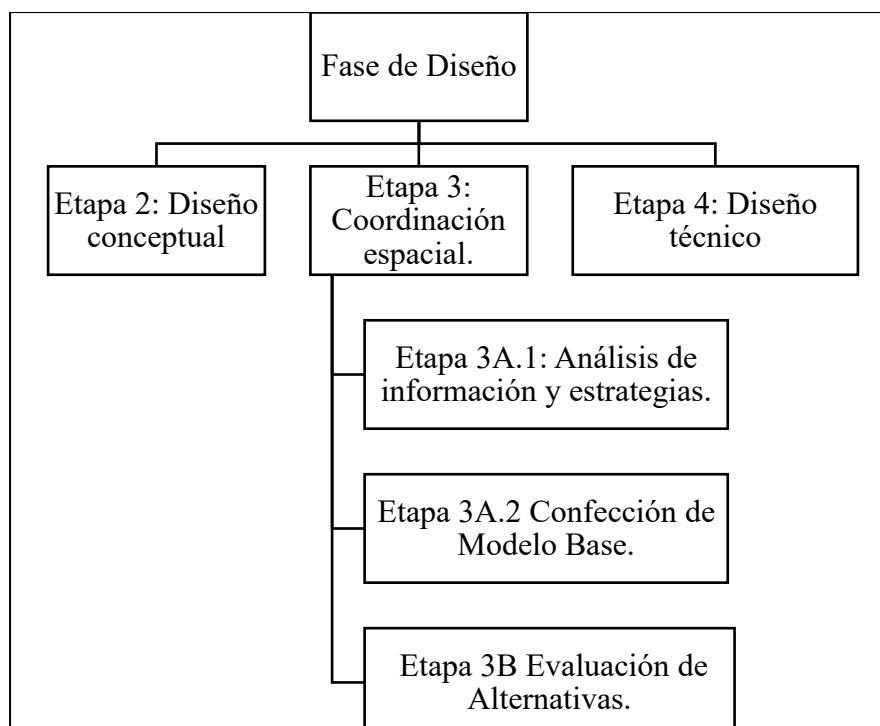 Fase de Diseño
Etapa 2: Diseño
conceptual
Etapa 3:
Coordinación
espacial.
Etapa 4: Diseño
técnico
Etapa 3A.1: Análisis de
información y estrategias.
Etapa 3A.2 Confección de
Modelo Base.
Etapa 3B Evaluación de
Alternativas.